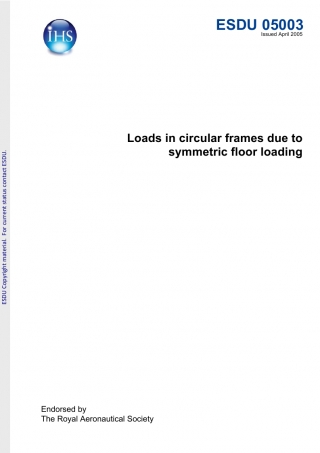 IHS
ESDU 05003
Issued April 2005
Loads in circular frames due to
symmetric floor loading
ESDU Copyright material. For current status contact ESDU.
Endorsed by
The Royal Aeronautical Society